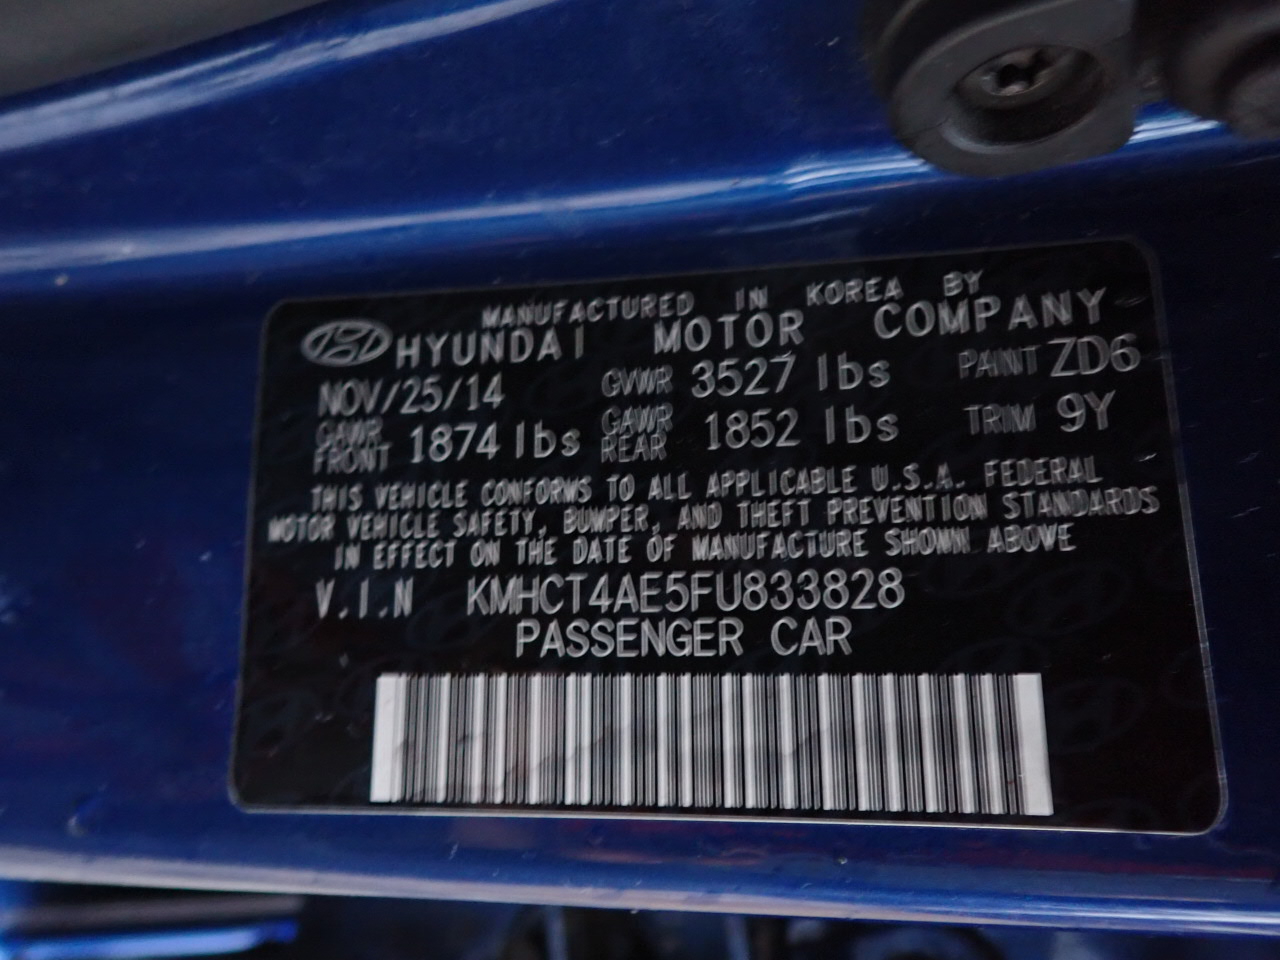 MANUFACTURED IN KOREA BY
HYUNDAI MOTOR COMPANY
NOV/25/14 GVWR 3527 lbs PAINT ZD6
GAWR FRONT 1874 lbs GAWR REAR 1852 lbs TRIM 9Y
THIS VEHICLE CONFORMS TO ALL APPLICABLE U.S.A. FEDERAL
MOTOR VEHICLE SAFETY, BUMPER, AND THEFT PREVENTION STANDARDS
IN EFFECT ON THE DATE OF MANUFACTURE SHOWN ABOVE
V.I.N KMHCT4AE5FU833828
PASSENGER CAR